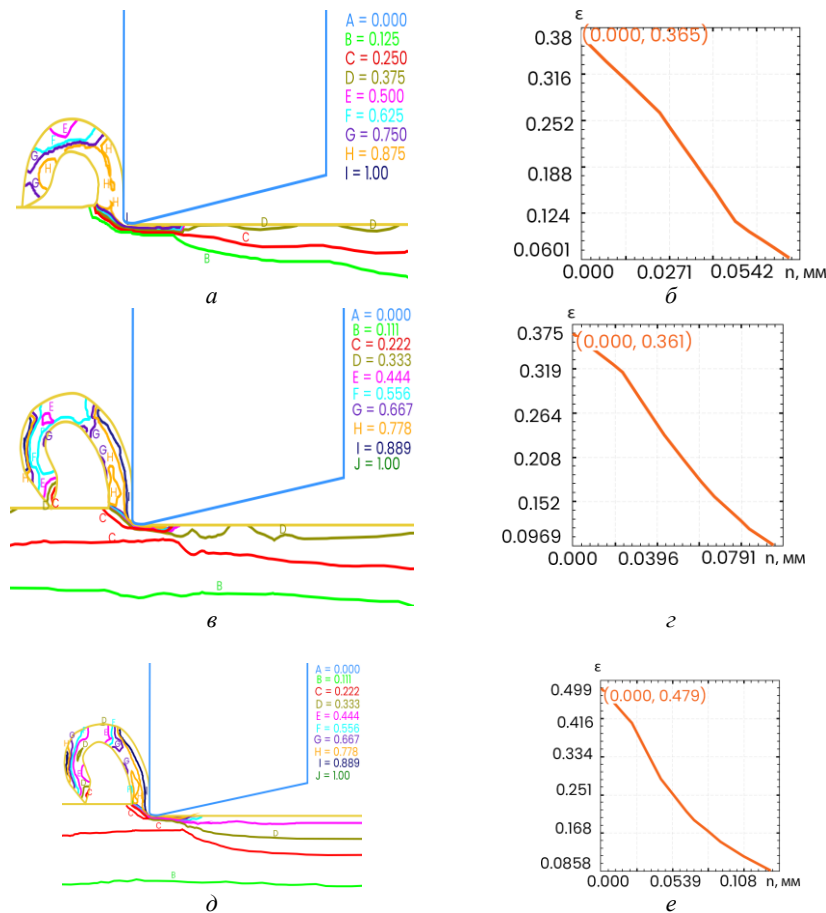 A = 0.000
B = 0.125
C = 0.250
D = 0.375
E = 0.500
F = 0.625
G = 0.750
H = 0.875
I = 1.00
E
F
G
H
H
G
H
H
I
D
D
C
B
а
ε
(0.000, 0.365)
0.38
0.316
0.252
0.188
0.124
0.0601
0.000
0.0271
0.0542
n, мм
б
A = 0.000
B = 0.111
C = 0.222
D = 0.333
E = 0.444
F = 0.556
G = 0.667
H = 0.778
I = 0.889
J = 1.00
E
F
G
G
G
H
H
E
D
C
H
I
C
C
D
B
в
ε
(0.000, 0.361)
0.375
0.319
0.264
0.208
0.152
0.0969
0.000
0.0396
0.0791
n, мм
г
A = 0.000
B = 0.111
C = 0.222
D = 0.333
E = 0.444
F = 0.556
G = 0.667
H = 0.778
I = 0.889
J = 1.00
D
F
G
E
H
G
E
C
H
C
C
D
B
д
ε
(0.000, 0.479)
0.499
0.416
0.334
0.251
0.168
0.0858
0.000
0.0539
0.108
n, мм
е